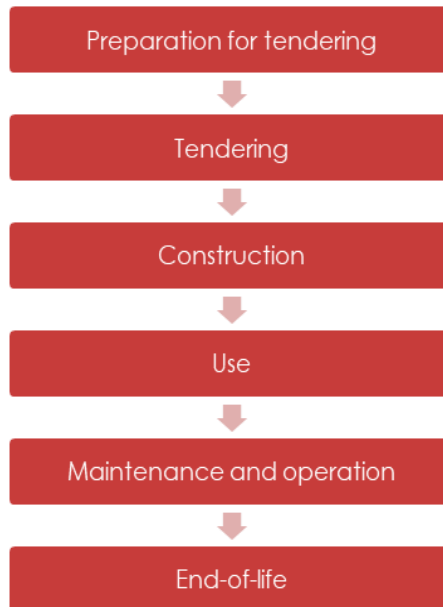 Preparation for tendering
Tendering
Construction
Use
Maintenance and operation
End-of-life